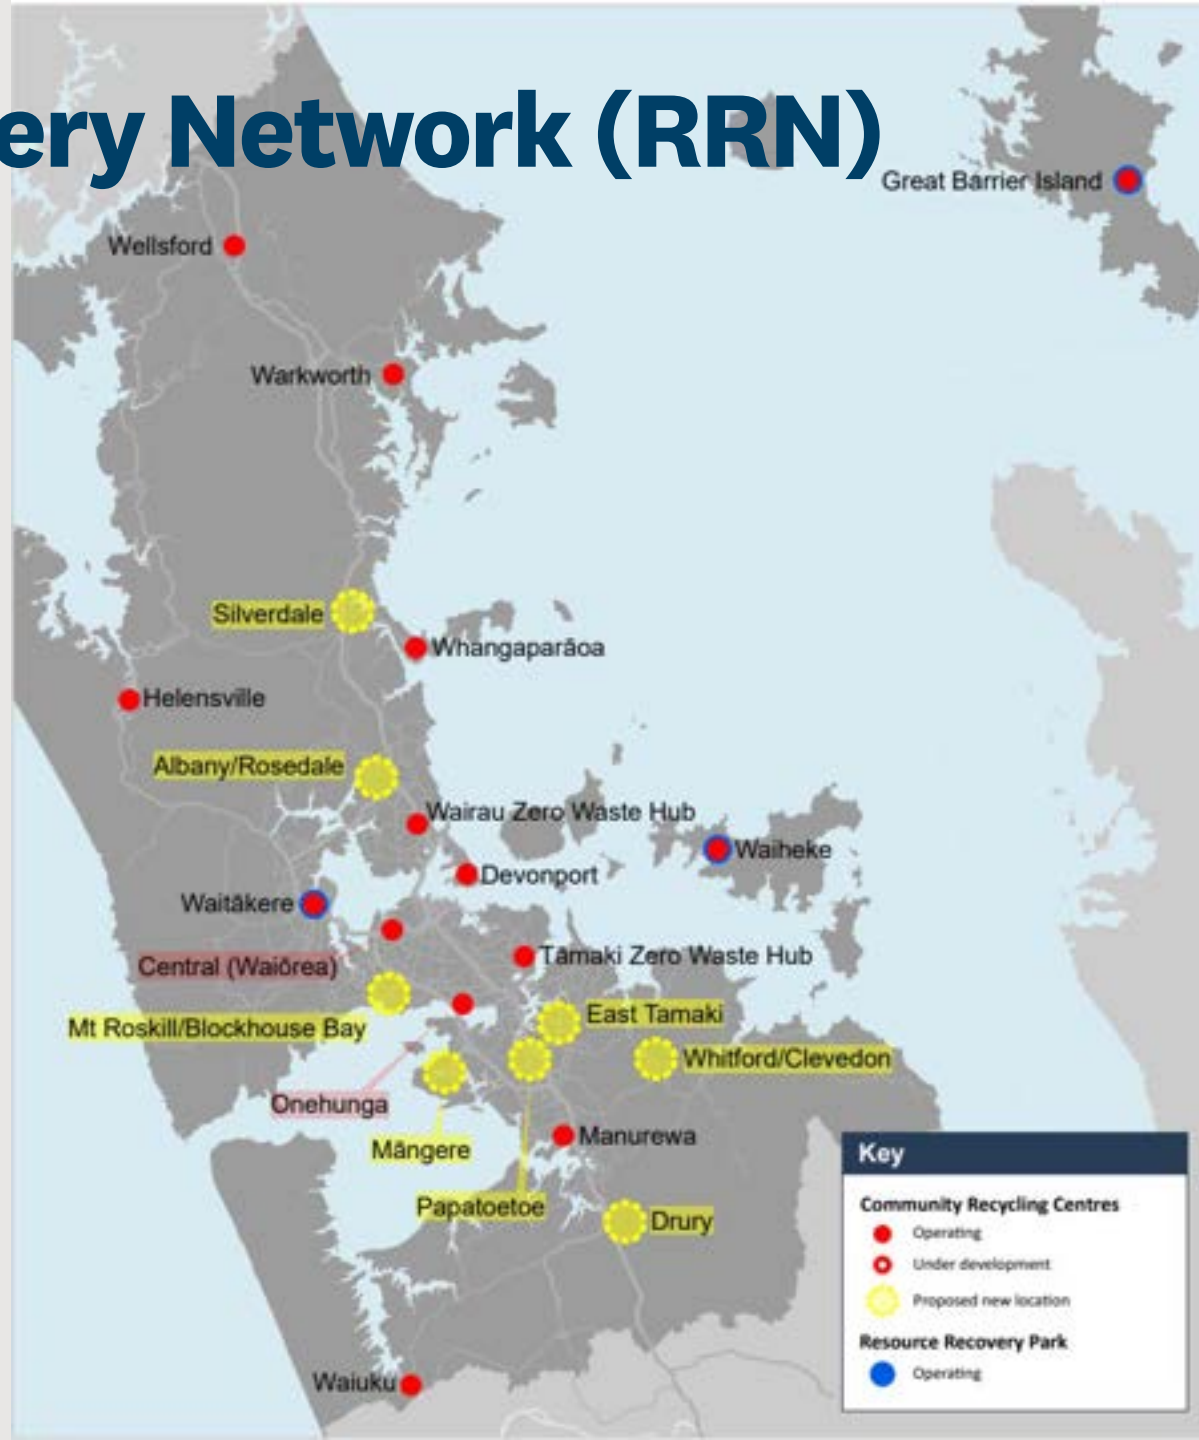 ery Network (RRN)
Great Barrier Island
Wellsford
Warkworth
Silverdale
Whangaparāoa
Helensville
Albany/Rosedale
Wairau Zero Waste Hub
Waiheke
Devonport
Waitākere
Tāmaki Zero Waste Hub
Central (Waiōrea)
East Tamaki
Mt Roskill/Blockhouse Bay
Whitford/Clevedon
Onehunga
Manurewa
Māngere
Papatoetoe
Drury
Waiuku
Key
Community Recycling Centres
Operating
Under development
Proposed new location
Resource Recovery Park
Operating